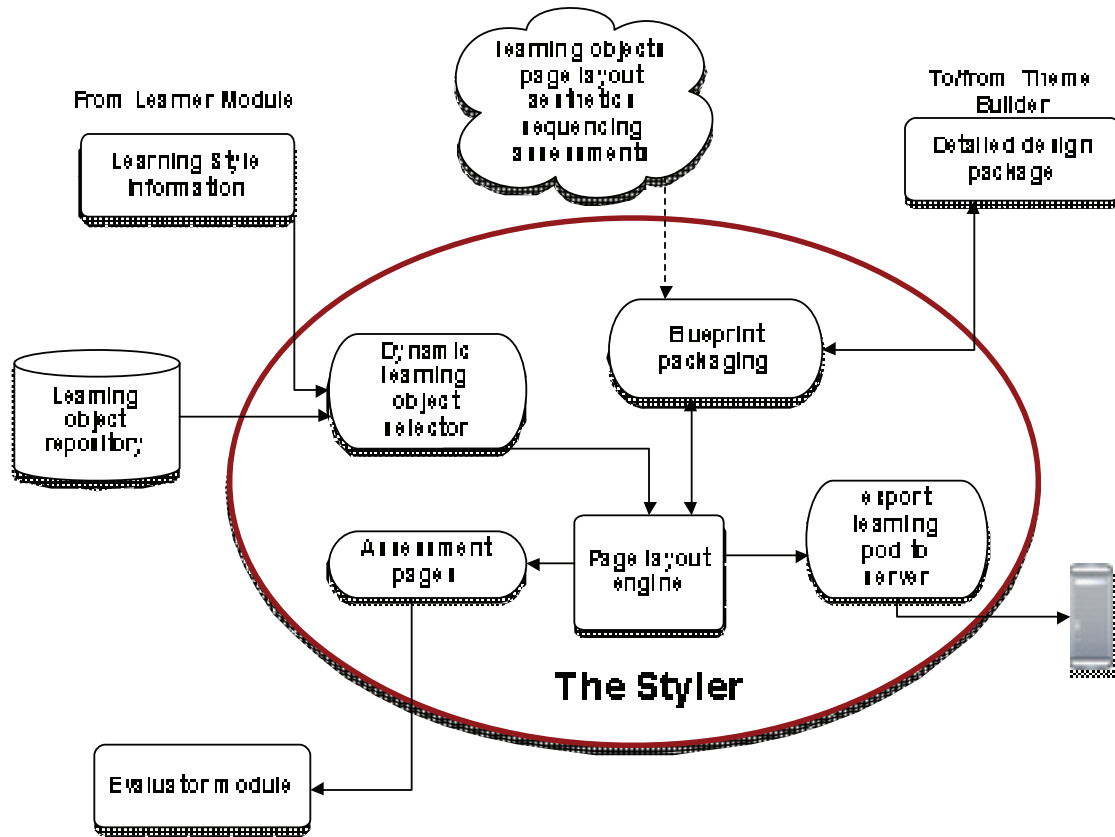 learning objects
page layout
aesthetics
sequencing
assessments
From Learner Module
To/from Theme
Builder
Learning Style
Information
Detailed design
package
Blueprint
packaging
Dynamic
learning
object
selector
Learning
object
repository
export
learning
pod to
server
Assessment
pages
Page layout
engine
The Styler
Evaluator module